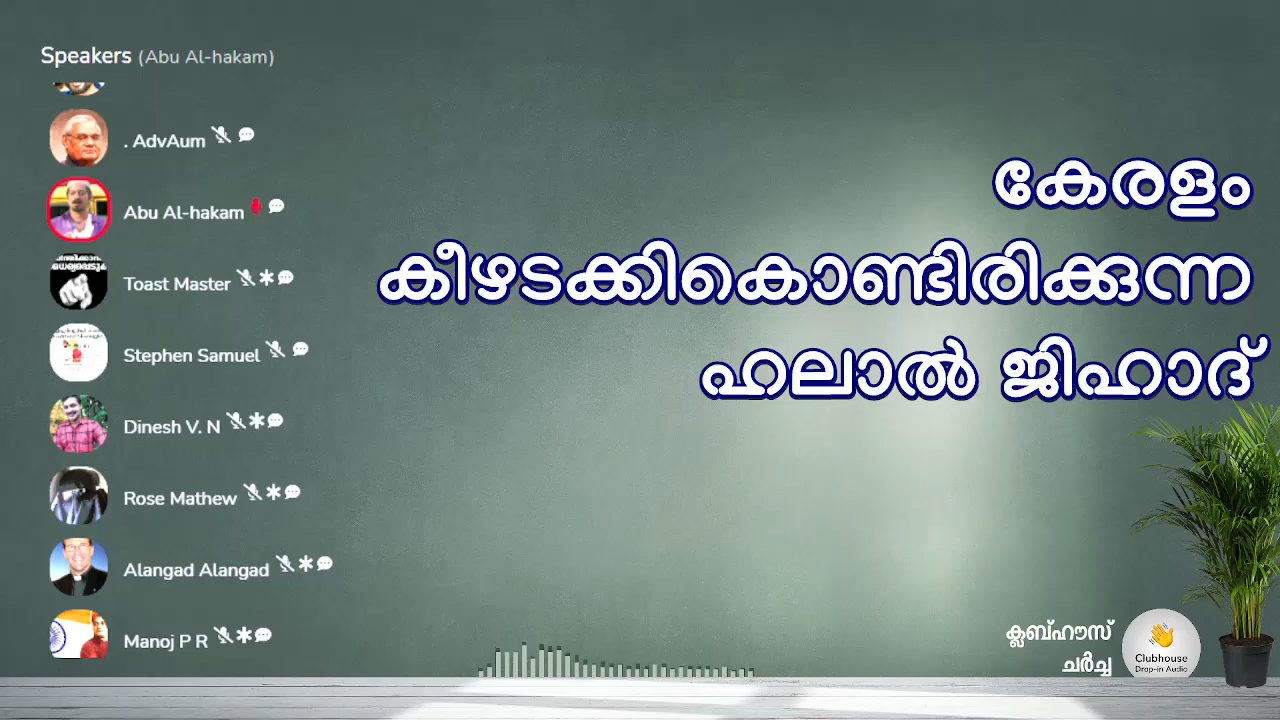 Speakers (Abu Al-hakam)
. AdvAum
Abu Al-hakam
Toast Master
Stephen Samuel
Dinesh V. N
Rose Mathew
Alangad Alangad
Manoj P R
കേരളം
കീഴടക്കികൊണ്ടിരിക്കുന്ന
ഹലാൽ ജിഹാദ്
ക്ലബ്ഹൗസ്
ചർച്ച
Clubhouse
Drop-in Audio